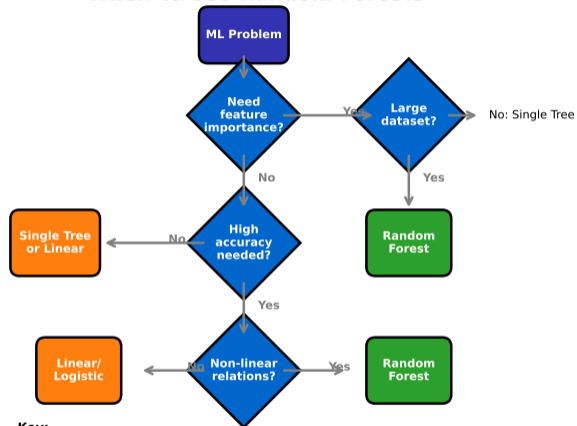 ML Problem
Need
feature
importance?
Yes
Large
dataset?
No: Single Tree
No
Yes
Single Tree
or Linear
No
High
accuracy
needed?
Random
Forest
Yes
Linear/
Logistic
No
Non-linear
relations?
Yes
Random
Forest